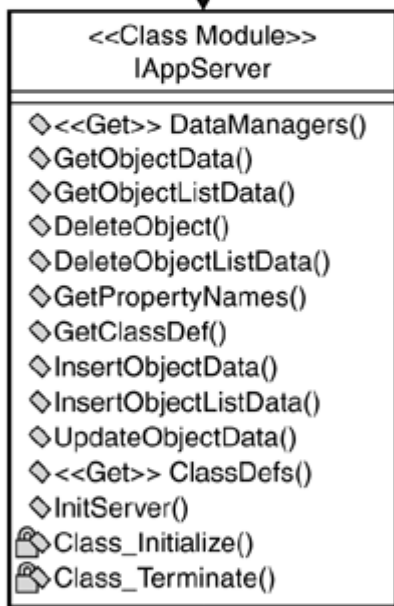 <<Class Module>>
IAppServer
<<Get>> DataManagers()
GetObjectData()
GetObjectListData()
DeleteObject()
DeleteObjectListData()
GetPropertyNames()
GetClassDef()
InsertObjectData()
InsertObjectListData()
UpdateObjectData()
<<Get>> ClassDefs()
InitServer()
Class_Initialize()
Class_Terminate()